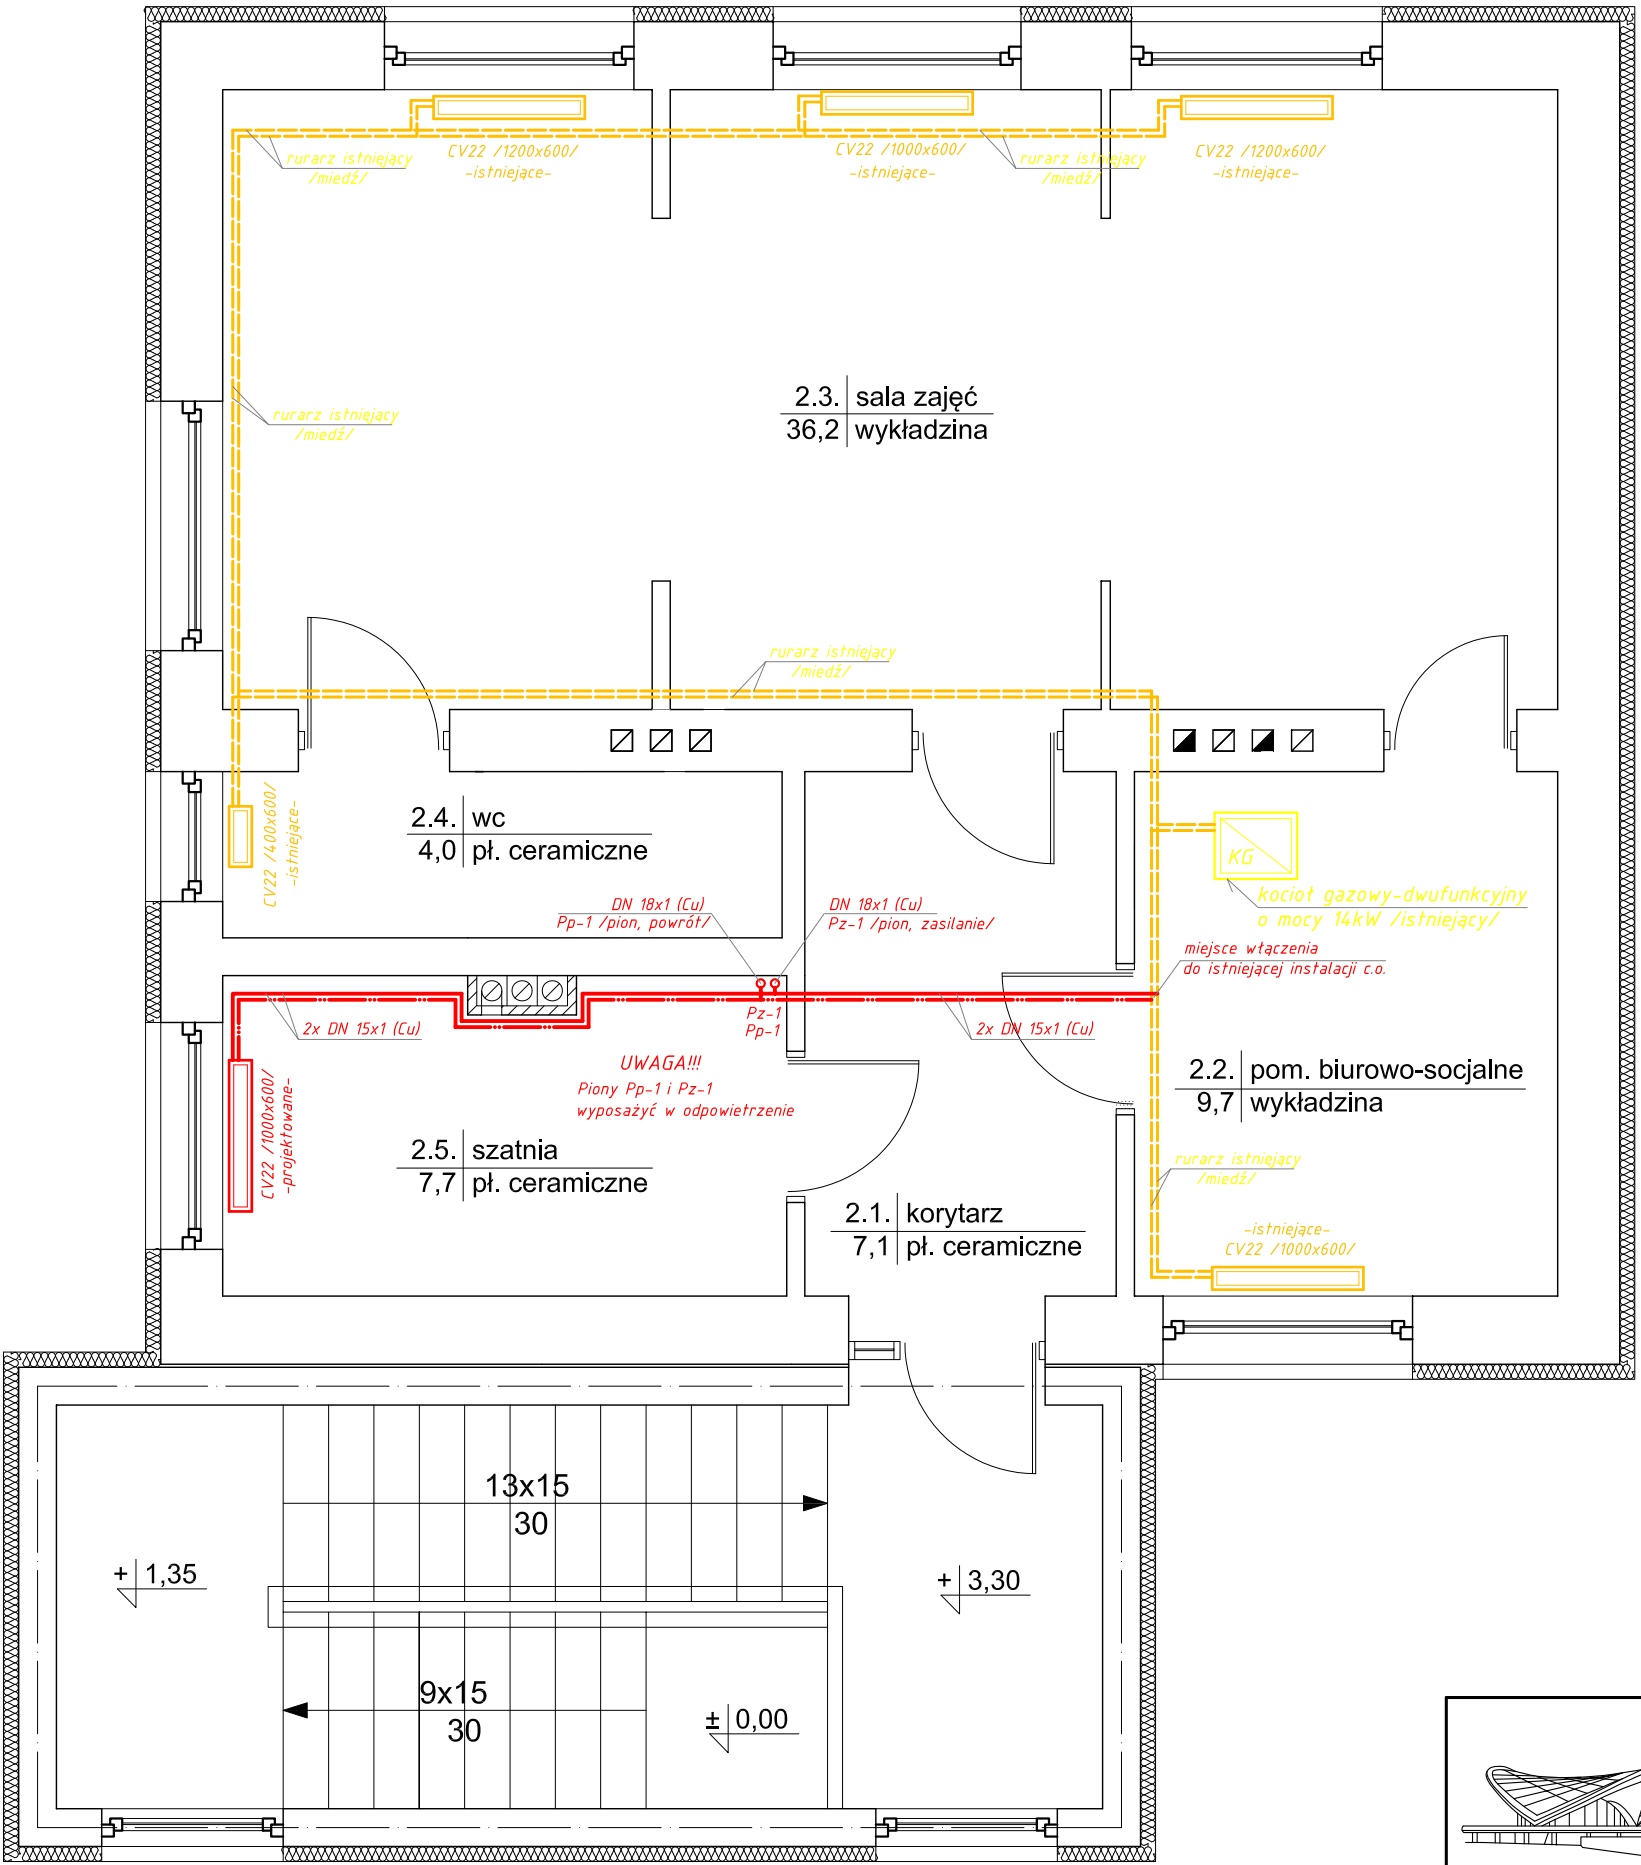 CV22 /1200x600/
-istniejące-
CV22 /1000x600/
-istniejące-
CV22 /1200x600/
-istniejące-
rurarz istniejący
/miedź/
rurarz istniejący
/miedź/
rurarz istniejący
/miedź/
2.3. sala zajęć
36,2 wykładzina
rurarz istniejący
/miedź/
CV22 /400x600/
-istniejące-
2.4. wc
4,0 pł. ceramiczne
KG
kocioł gazowy-dwufunkcyjny
o mocy 14kW /istniejący/
DN 18x1 (Cu)
Pp-1 /pion, powrót/
DN 18x1 (Cu)
Pz-1 /pion, zasilanie/
miejsce włączenia
do istniejącej instalacji c.o.
2x DN 15x1 (Cu)
Pz-1
Pp-1
2x DN 15x1 (Cu)
UWAGA!!!
Piony Pp-1 i Pz-1
wyposażyć w odpowietrzenie
CV22 /1000x600/
-projektowane-
2.2. pom. biurowo-socjalne
9,7 wykładzina
2.5. szatnia
7,7 pł. ceramiczne
rurarz istniejący
/miedź/
2.1. korytarz
7,1 pł. ceramiczne
-istniejące-
CV22 /1000x600/
13x15
30
+ 1,35
+ 3,30
9x15
30
± 0,00